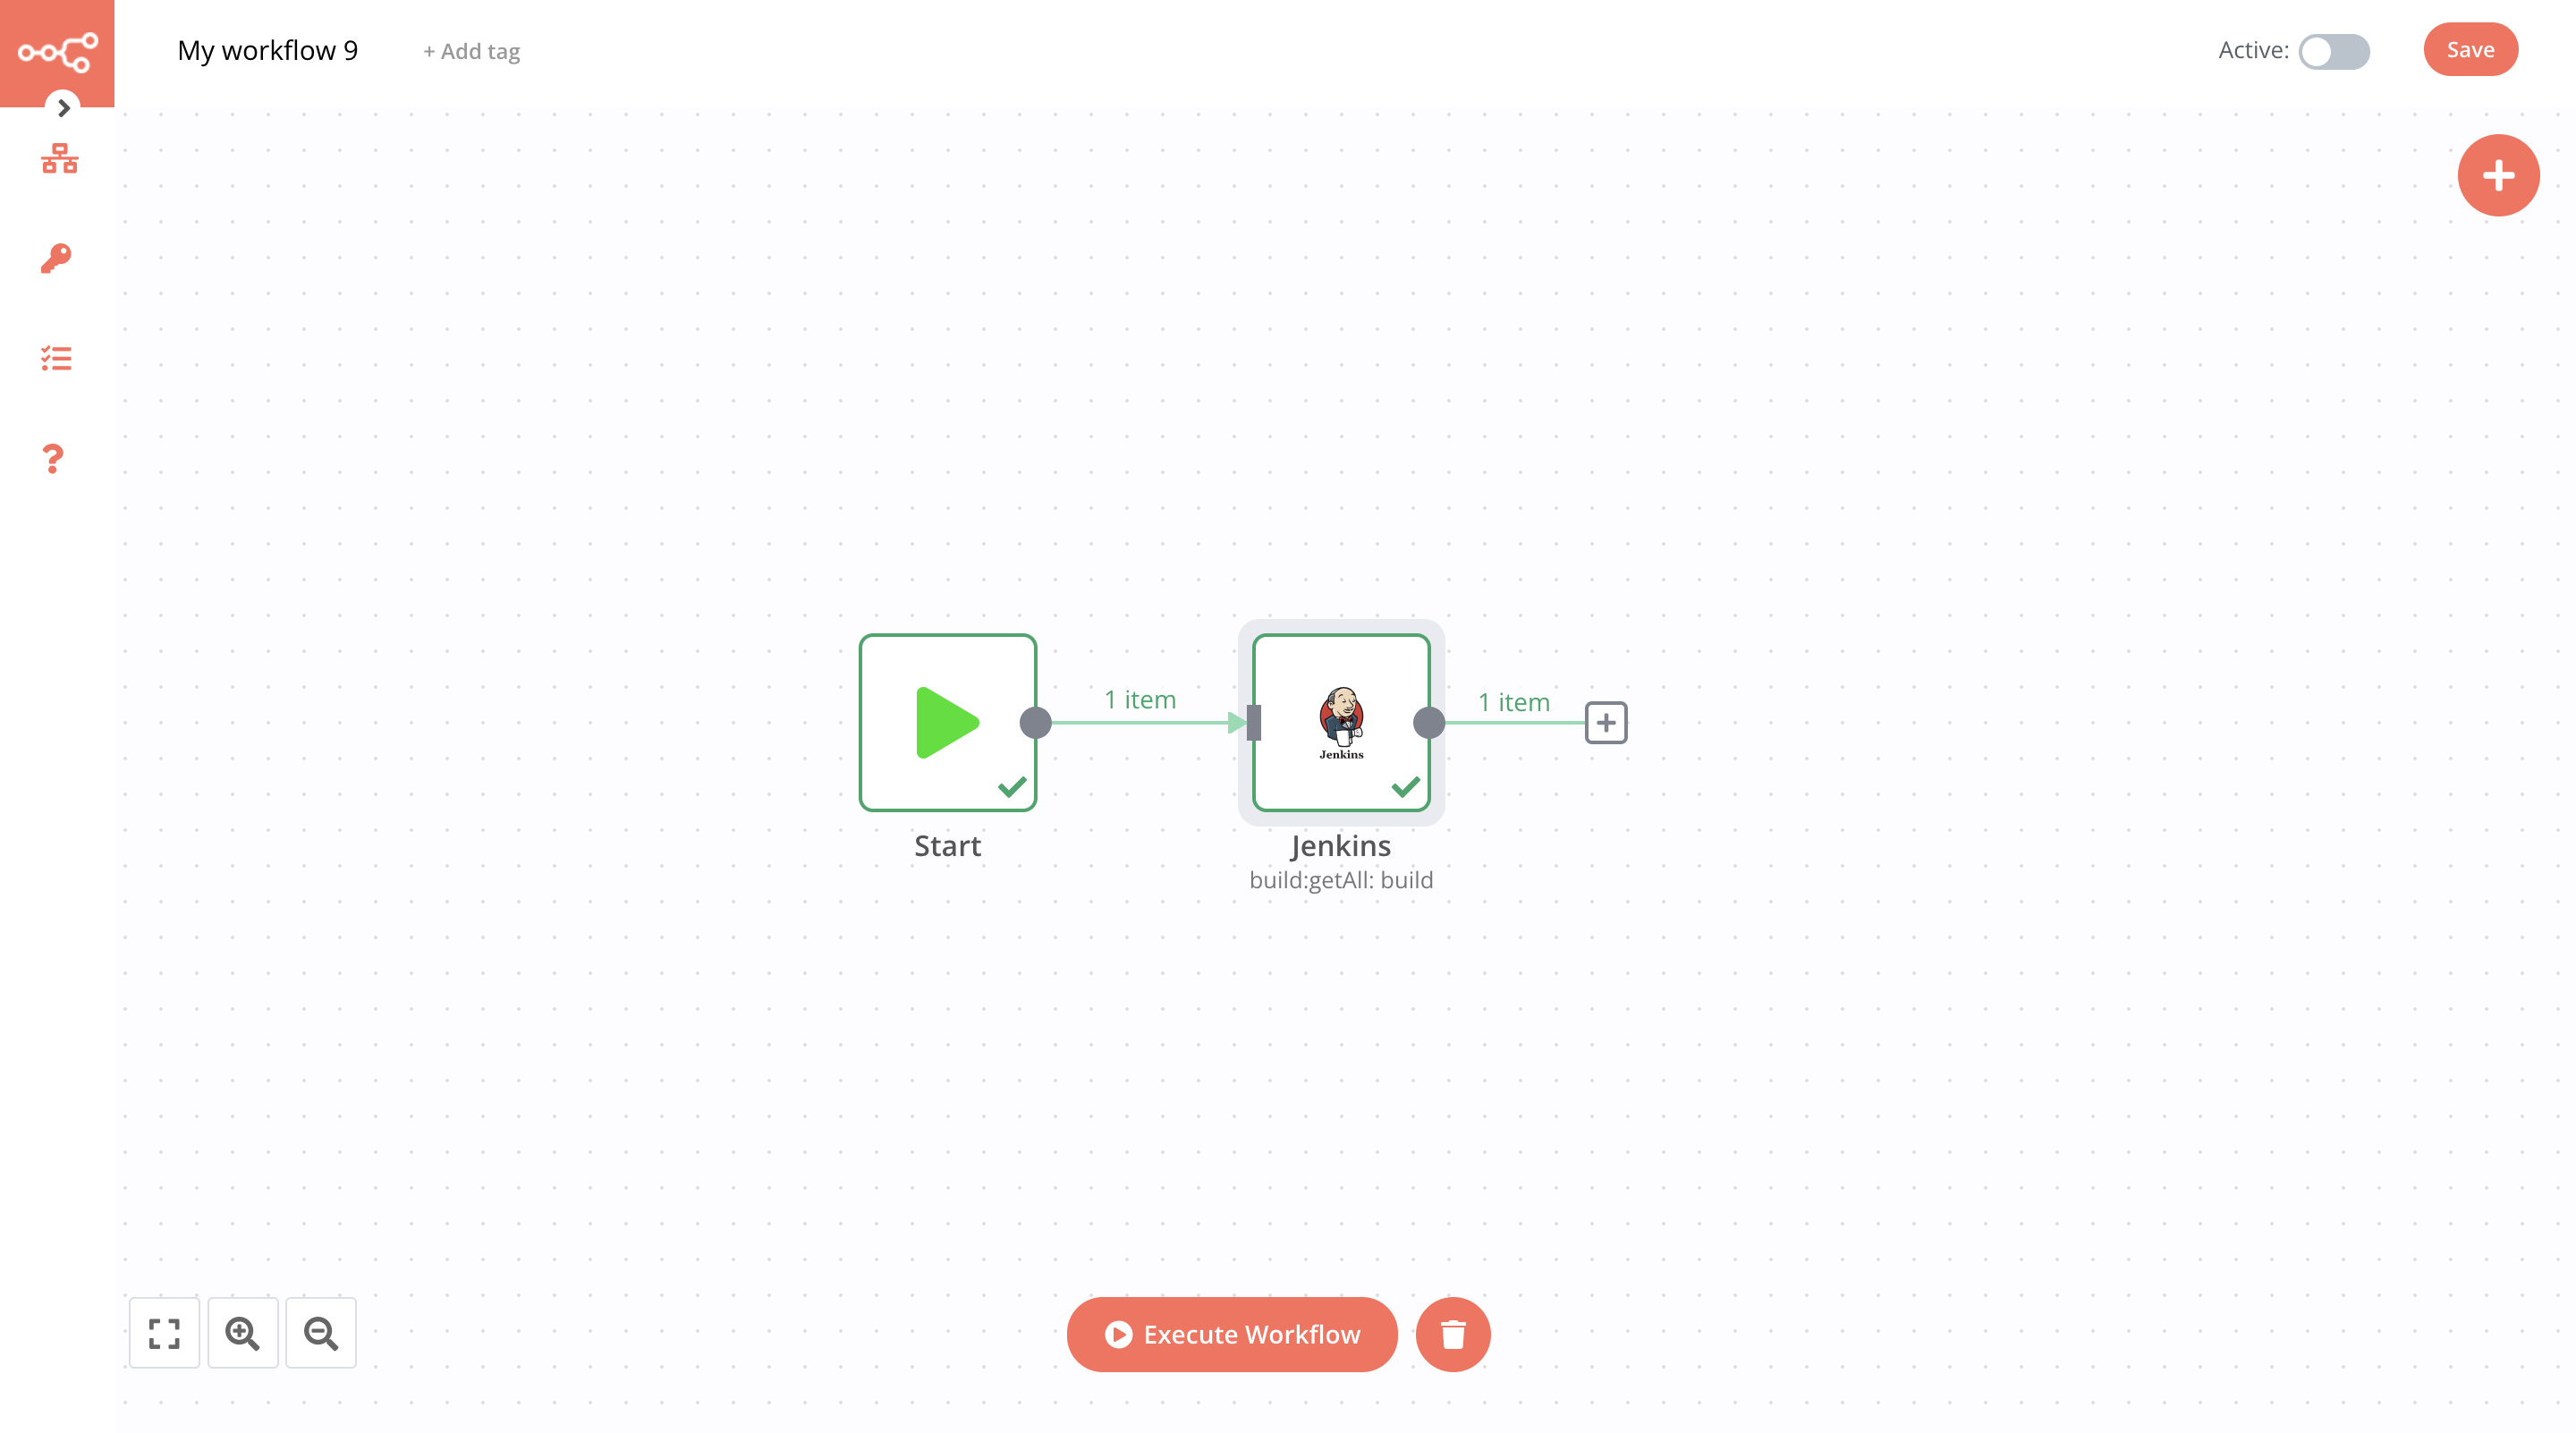 My workflow 9
+ Add tag
Active:
Save
1 item
1 item
Jenkins
Start
Jenkins
build:getAll: build
Execute Workflow